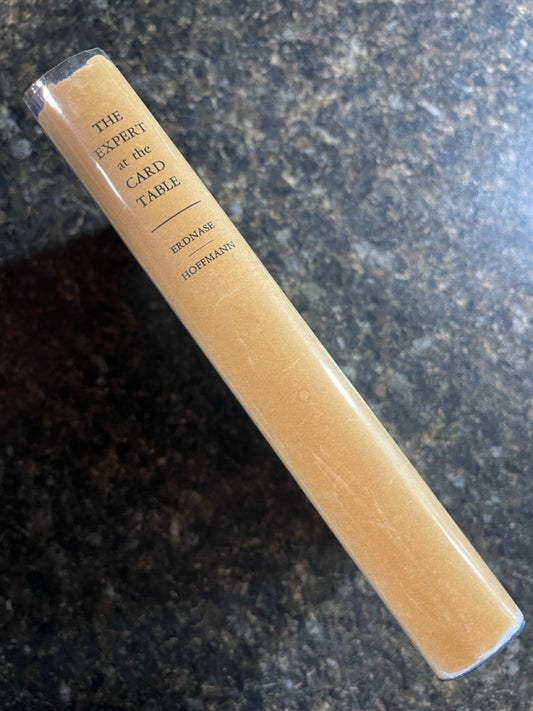 THE
EXPERT
at the
CARD
TABLE
ERDNASE
HOFFMANN